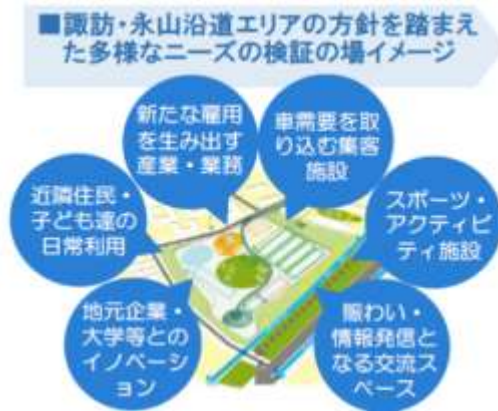 ■諏訪・永山沿道エリアの方針を踏まえ
た多様なニーズの検証の場イメージ
新たな雇用
を生み出す
産業・業務
車需要を取
り込む集客
施設
近隣住民・
子ども達の
日常利用
スポーツ・
アクティビ
ティ施設
地元企業・
大学等との
イノベーシ
ョン
賑わい・
情報発信と
なる交流ス
ペース